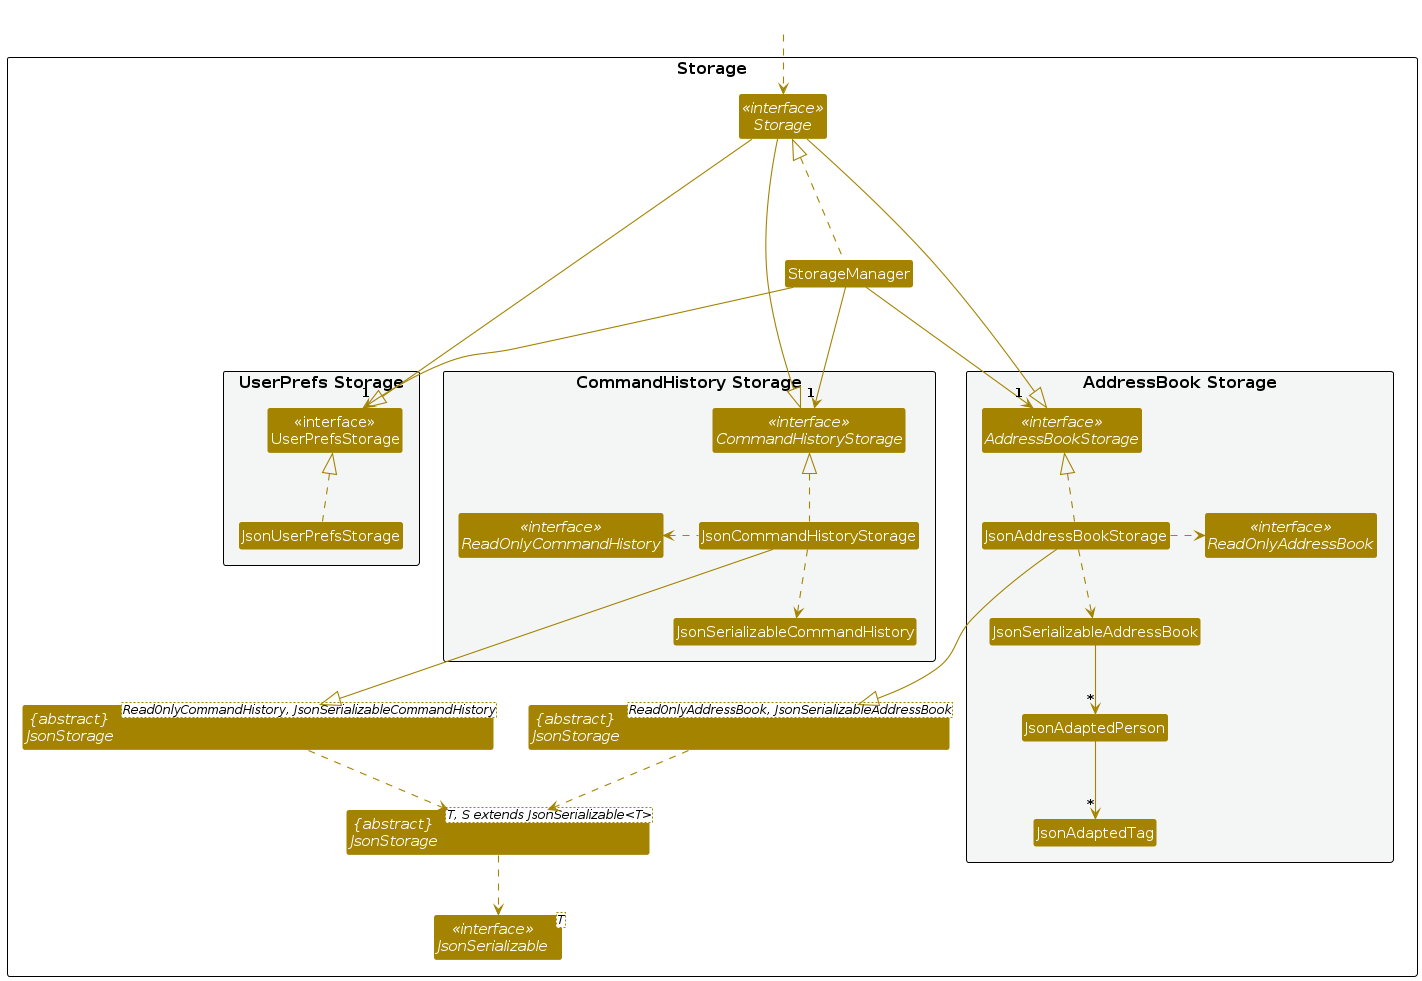 Storage
«interface»
Storage
StorageManager
UserPrefs Storage
CommandHistory Storage
AddressBook Storage
1
1
1
«interface»
UserPrefsStorage
«interface»
CommandHistoryStorage
«interface»
AddressBookStorage
JsonUserPrefsStorage
«interface»
ReadOnlyCommandHistory
JsonCommandHistoryStorage
JsonAddressBookStorage
«interface»
ReadOnlyAddressBook
JsonSerializableCommandHistory
JsonSerializableAddressBook
*
{abstract}
JsonStorage
ReadOnlyCommandHistory, JsonSerializableCommandHistory
{abstract}
JsonStorage
ReadOnlyAddressBook, JsonSerializableAddressBook
JsonAdaptedPerson
*
{abstract}
JsonStorage
T, S extends JsonSerializable<T>
JsonAdaptedTag
«interface»
JsonSerializable
T